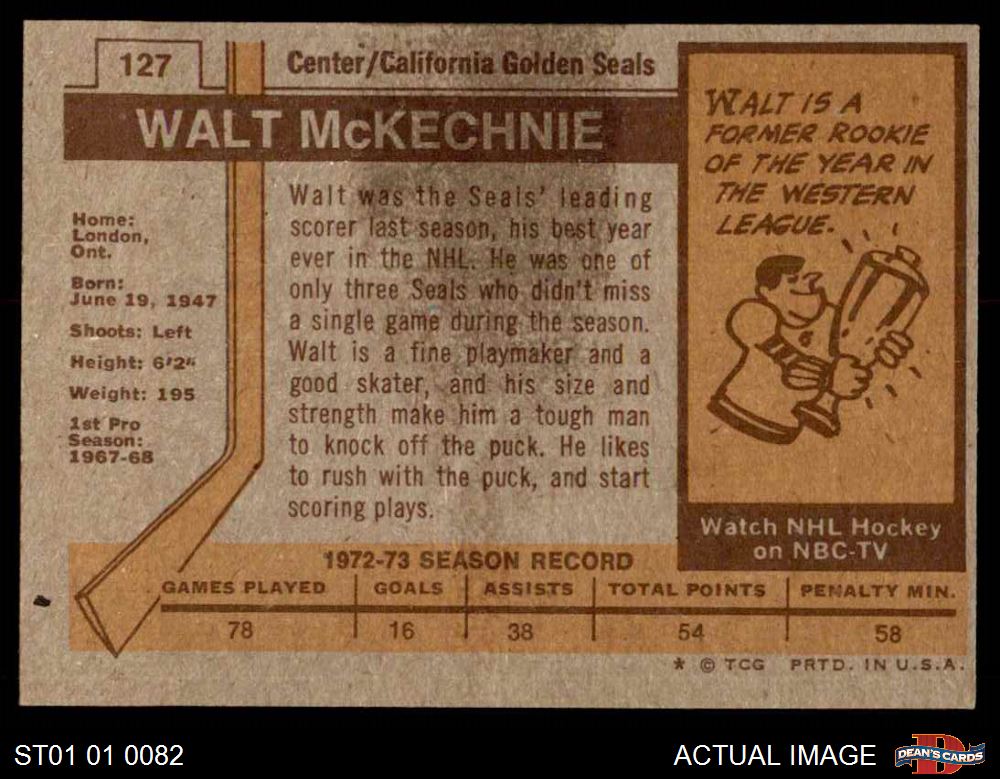 127
Center/California Golden Seals
WALT McKECHNIE
Home:
London,
Ont.
Born:
June 19, 1947
Shoots: Left
Height: 6'2"
Weight: 195
1st Pro
Season:
1967-68
Walt was the Seals' leading
scorer last season, his best year
ever in the NHL. He was one of
only three Seals who didn't miss
a single game during the season.
Walt is a fine playmaker and a
good skater, and his size and
strength make him a tough man
to knock off the puck. He likes
to rush with the puck, and start
scoring plays.
WALT IS A
FORMER ROOKIE
OF THE YEAR IN
THE WESTERN
LEAGUE.
Watch NHL Hockey
on NBC-TV
1972-73 SEASON RECORD
GAMES PLAYED GOALS ASSISTS TOTAL POINTS PENALTY MIN.
78 16 38 54 58
* © TCG PRTD. IN U.S.A.
ST01 01 0082
ACTUAL IMAGE
DEAN'S CARDS